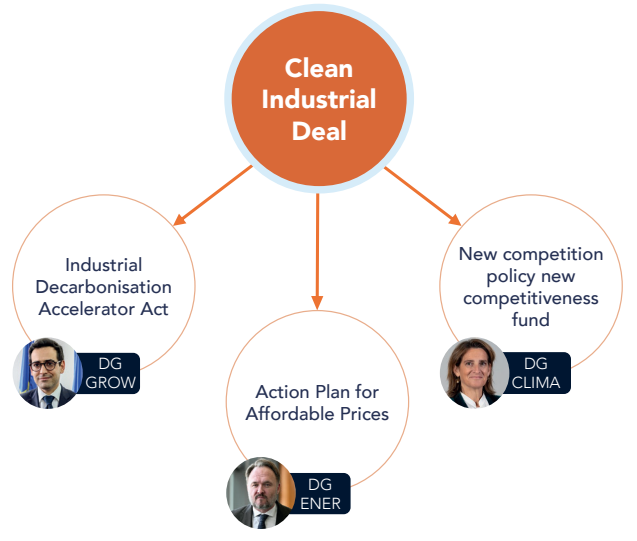 Clean
Industrial
Deal
Industrial
Decarbonisation
Accelerator Act
DG
GROW
Action Plan for
Affordable Prices
DG
ENER
New competition
policy new
competitiveness
fund
DG
CLIMA